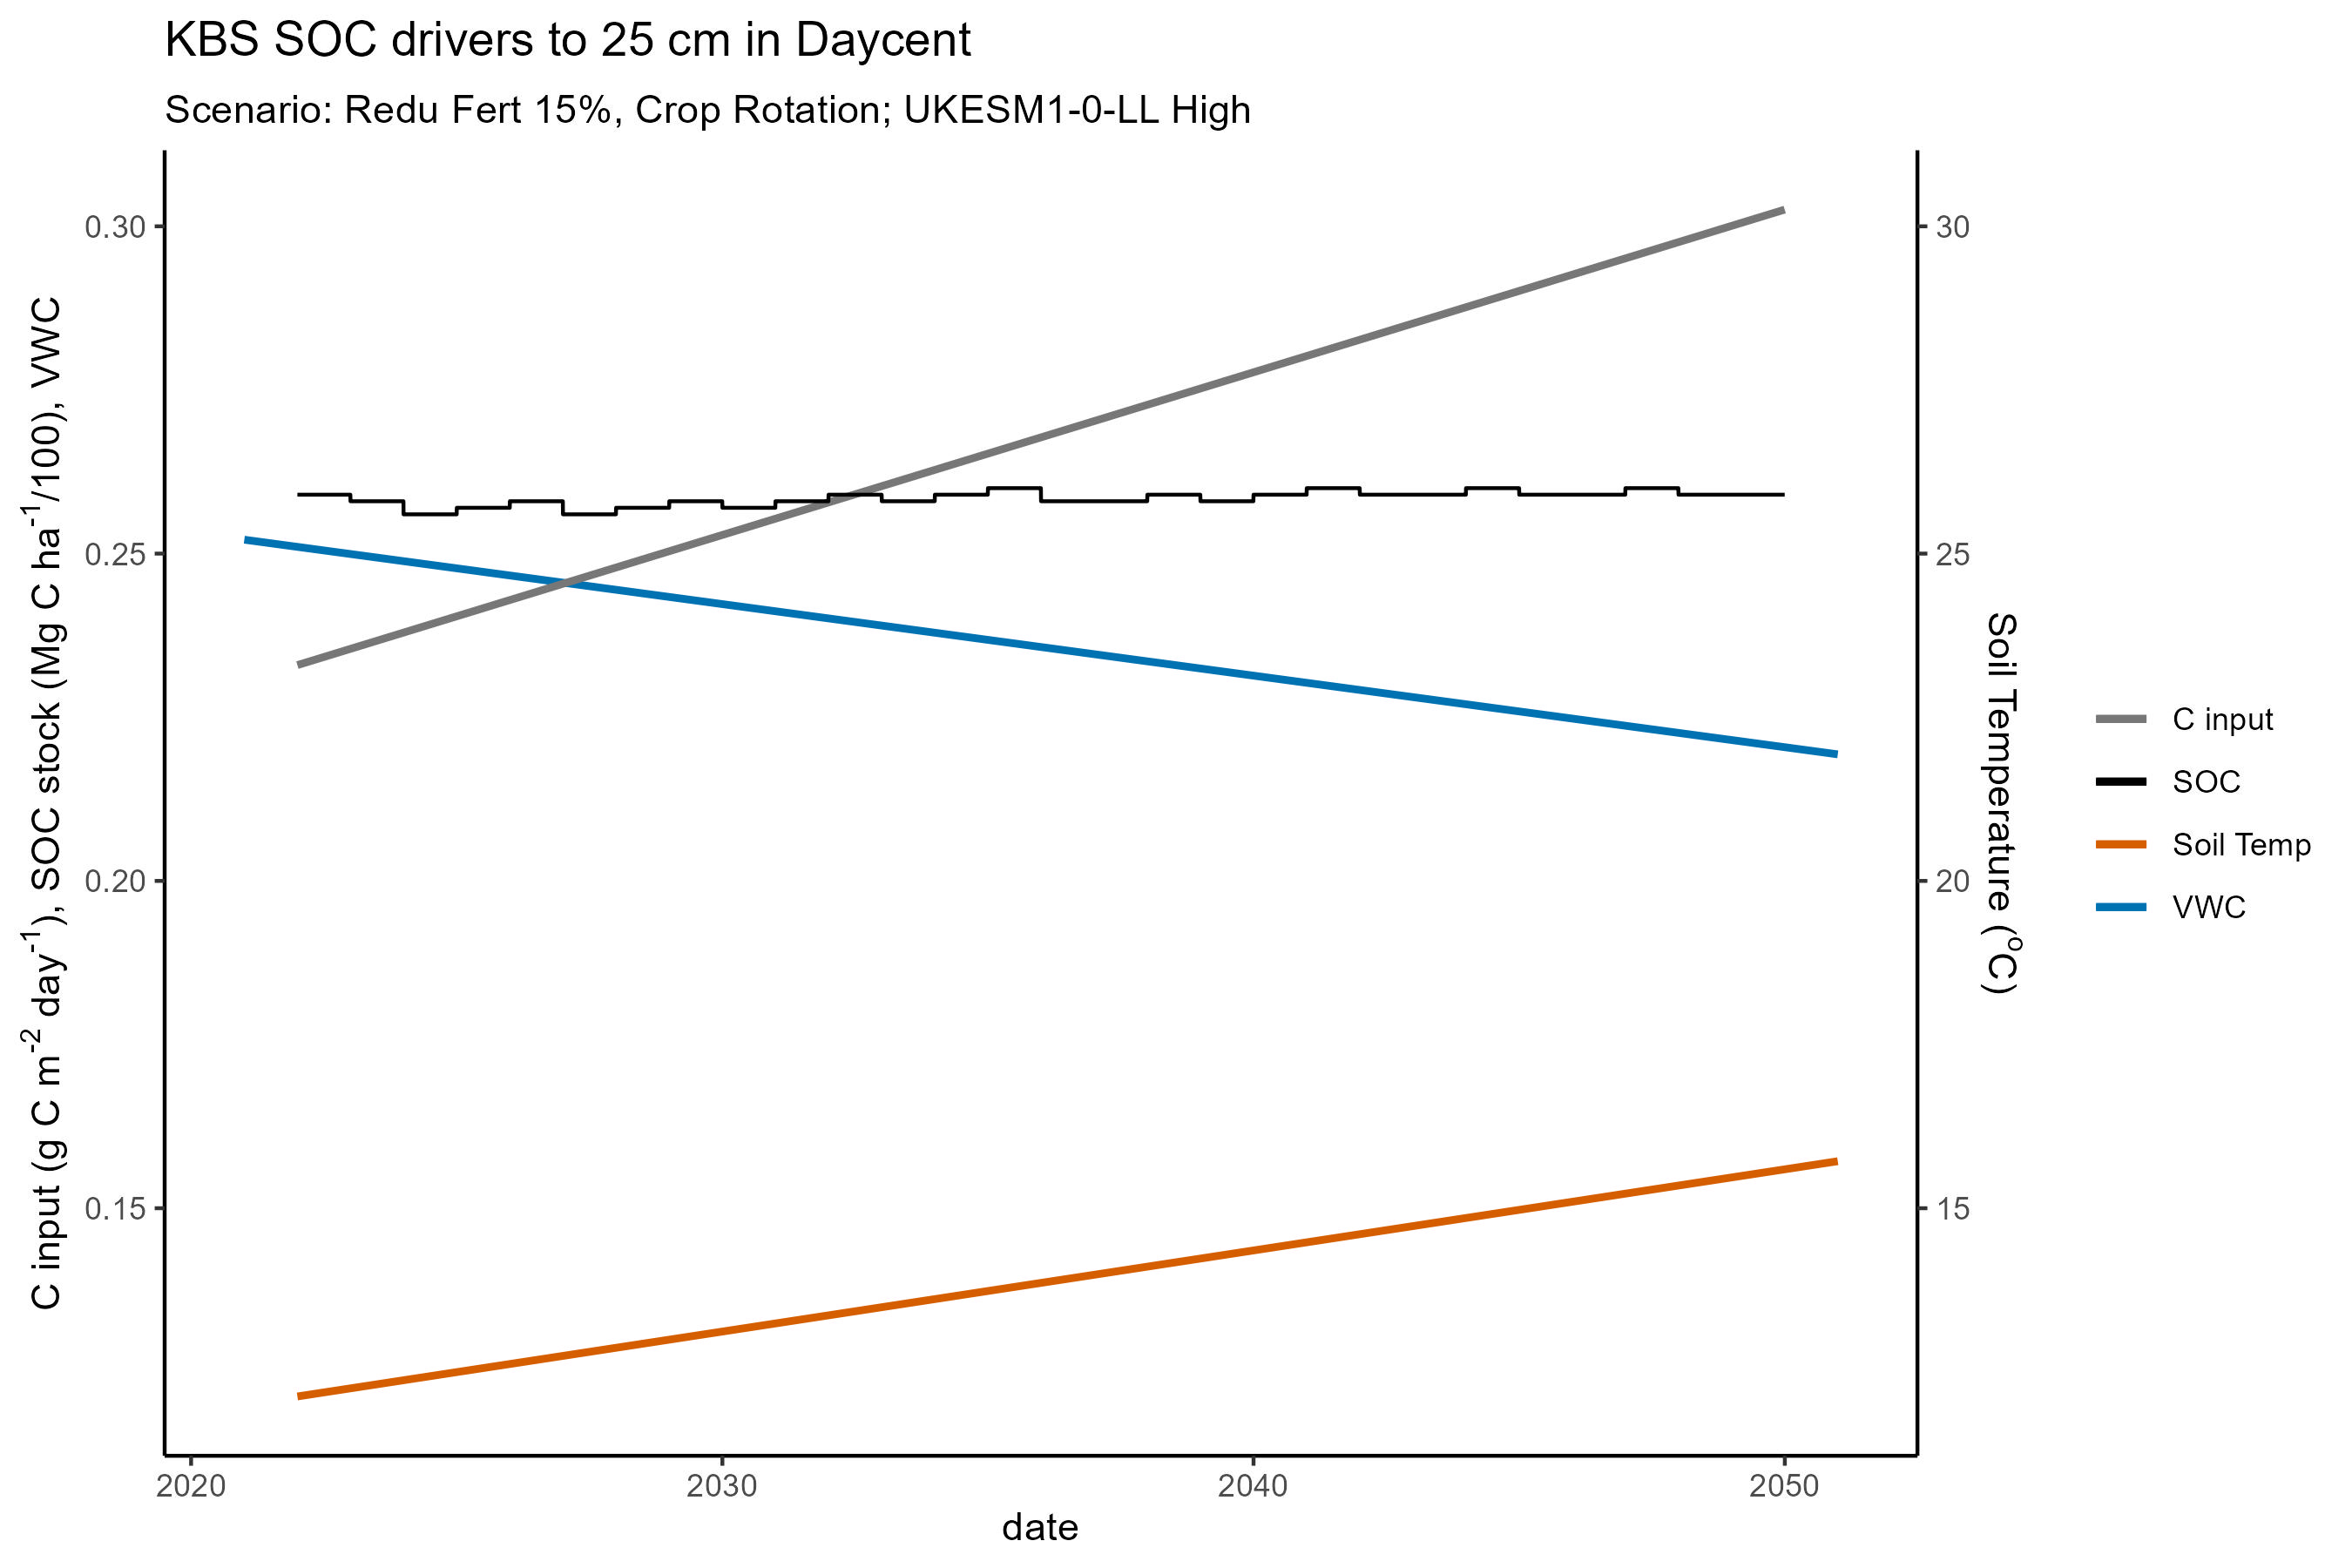 KBS SOC drivers to 25 cm in Daycent
Scenario: Redu Fert 15%, Crop Rotation; UKESM1-0-LL High
C input (g C m⁻² day⁻¹), SOC stock (Mg C ha⁻¹/100), VWC
0.30
0.25
0.20
0.15
2020
2030
2040
2050
date
30
25
20
15
Soil Temperature (ºC)
C input
SOC
Soil Temp
VWC